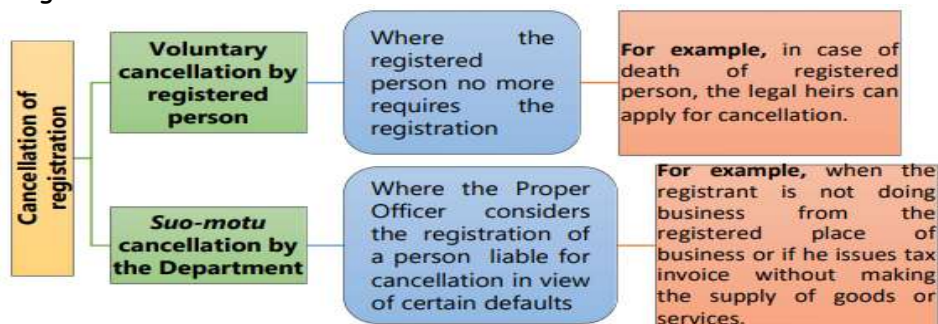 Cancellation of
registration
Voluntary
cancellation by
registered
person
Where the
registered
person no more
requires the
registration
For example, in case of
death of registered
person, the legal heirs can
apply for cancellation.
Suo-motu
cancellation by
the Department
Where the Proper
Officer considers
the registration of
a person liable for
cancellation in view
of certain defaults
For example, when the
registrant is not doing
business from the
registered place of
business or if he issues tax
invoice without making
the supply of goods or
services.